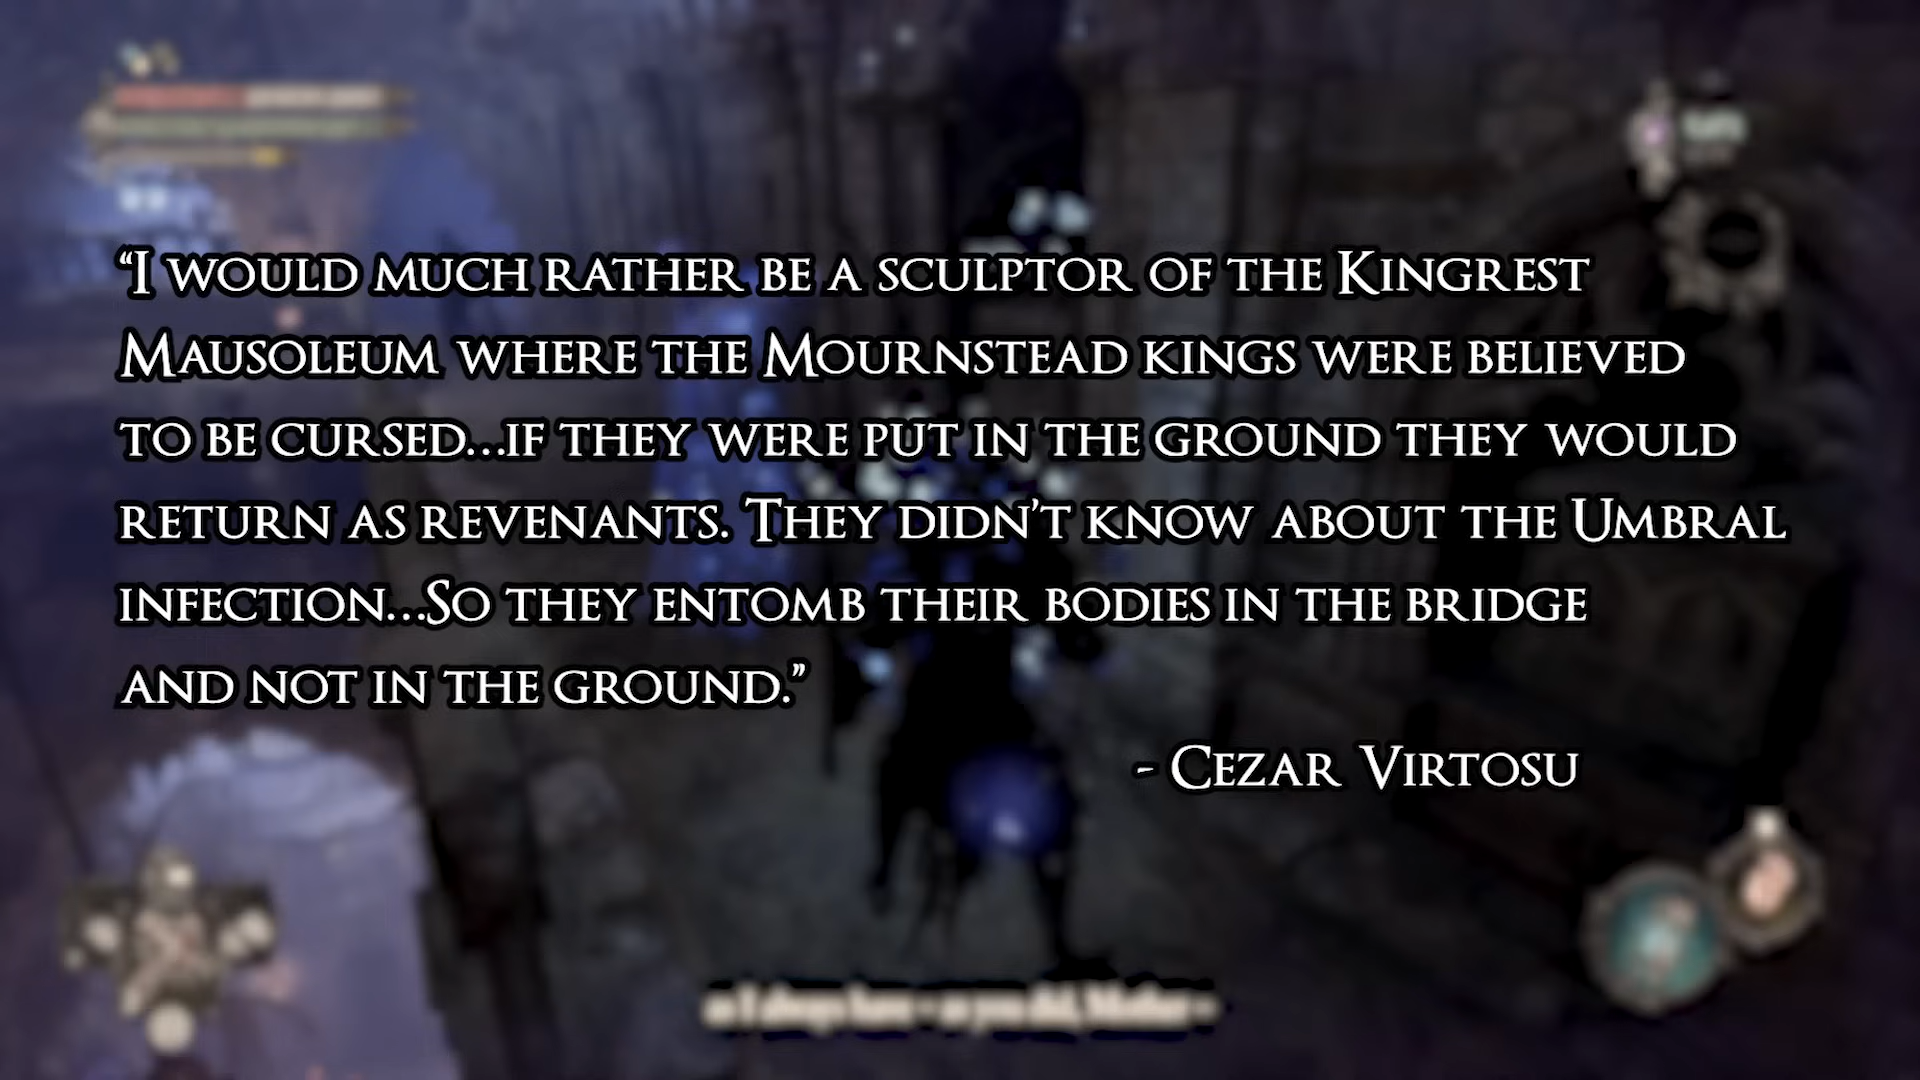 “I would much rather be a sculptor of the Kingrest
Mausoleum where the Mournstead kings were believed
to be cursed...if they were put in the ground they would
return as revenants. They didn’t know about the Umbral
infection...So they entomb their bodies in the bridge
and not in the ground.”
- Cezar Virtosu